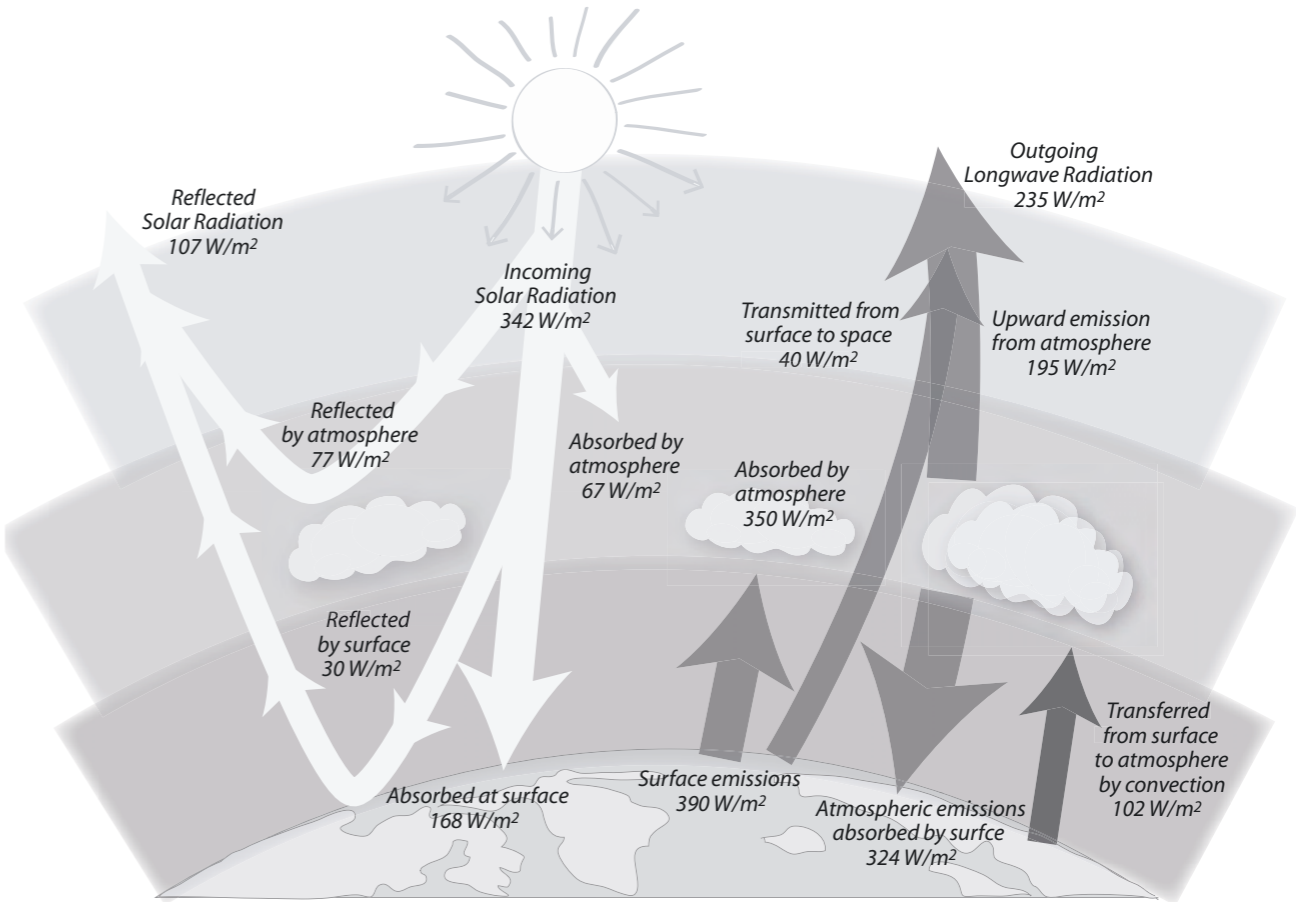 Reflected
Solar Radiation
107 W/m²
Incoming
Solar Radiation
342 W/m²
Outgoing
Longwave Radiation
235 W/m²
Transmitted from
surface to space
40 W/m²
Upward emission
from atmosphere
195 W/m²
Reflected
by atmosphere
77 W/m²
Absorbed by
atmosphere
67 W/m²
Absorbed by
atmosphere
350 W/m²
Reflected
by surface
30 W/m²
Absorbed at surface
168 W/m²
Surface emissions
390 W/m²
Atmospheric emissions
absorbed by surfce
324 W/m²
Transferred
from surface
to atmosphere
by convection
102 W/m²